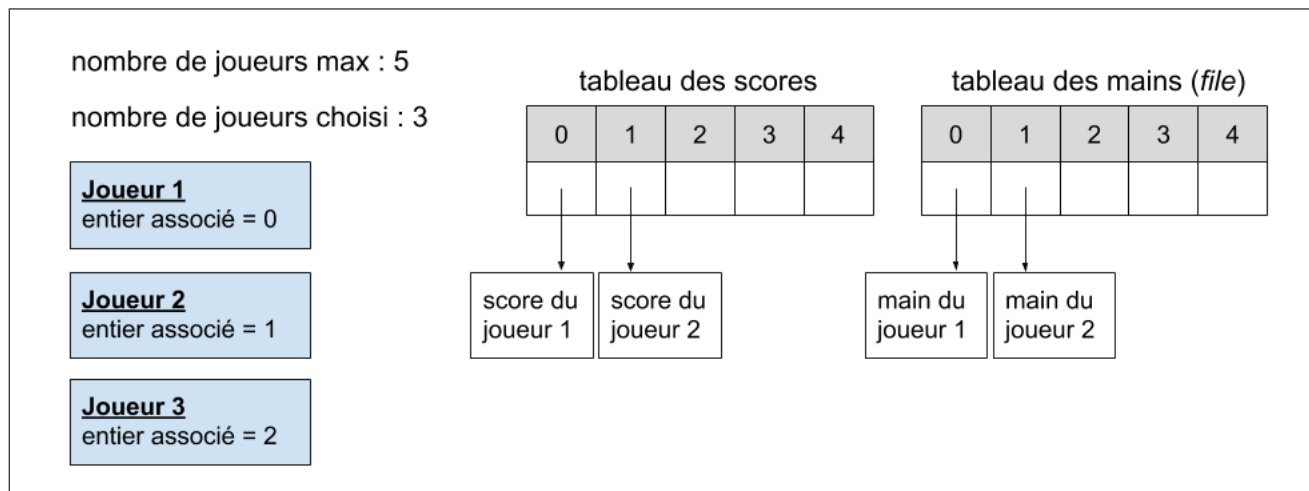 nombre de joueurs max : 5
nombre de joueurs choisi : 3
Joueur 1
entier associé = 0
Joueur 2
entier associé = 1
Joueur 3
entier associé = 2
tableau des scores
0 1 2 3 4
score du
joueur 1
score du
joueur 2
tableau des mains (file)
0 1 2 3 4
main du
joueur 1
main du
joueur 2